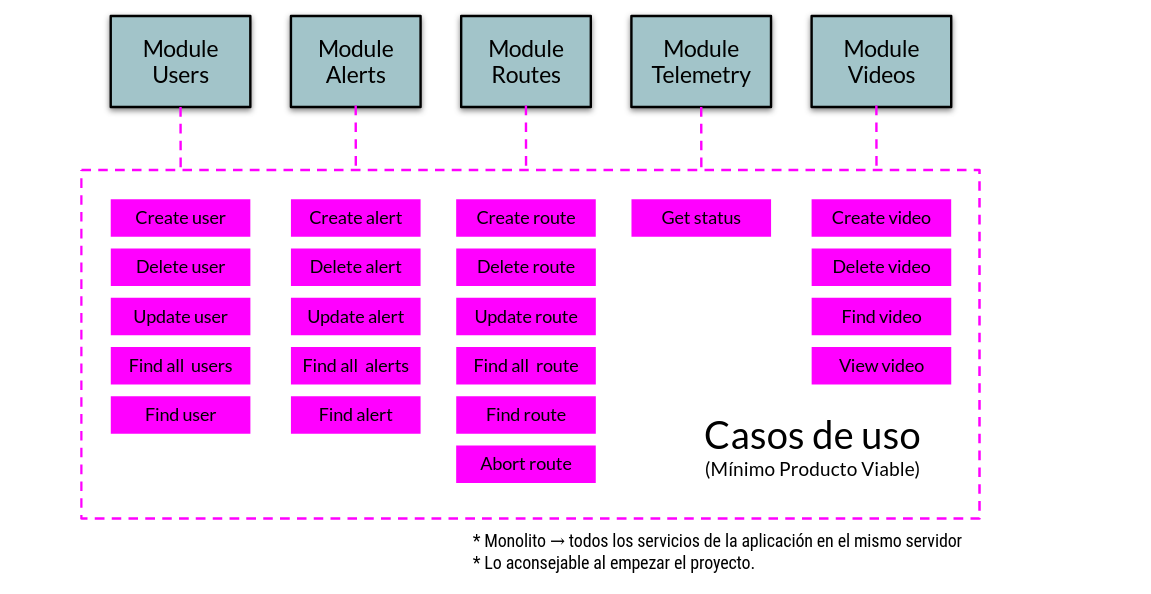 Module
Users
Module
Alerts
Module
Routes
Module
Telemetry
Module
Videos
Create user
Delete user
Update user
Find all  users
Find user
Create alert
Delete alert
Update alert
Find all  alerts
Find alert
Create route
Delete route
Update route
Find all  route
Find route
Abort route
Get status
Create video
Delete video
Find video
View video
Casos de uso
(Mínimo Producto Viable)
* Monolito → todos los servicios de la aplicación en el mismo servidor
* Lo aconsejable al empezar el proyecto.